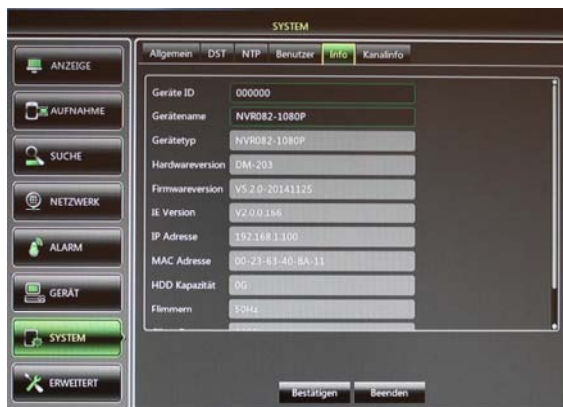 SYSTEM
ANZEIGE
AUFNAHME
SUCHE
NETZWERK
ALARM
GERÄT
SYSTEM
ERWEITERT
Allgemein DST NTP Benutzer Info Kanalinfo
Geräte ID 000000
Gerätename NVR082-1080P
Gerätetyp NVR082-1080P
Hardwareversion DM-203
Firmwareversion V5.2.0-20141125
IE Version V2.0.0.166
IP Adresse 192.168.1.100
MAC Adresse 00-23-63-40-8A-11
HDD Kapazität 0G
Flimmern 50Hz
Bestätigen Beenden